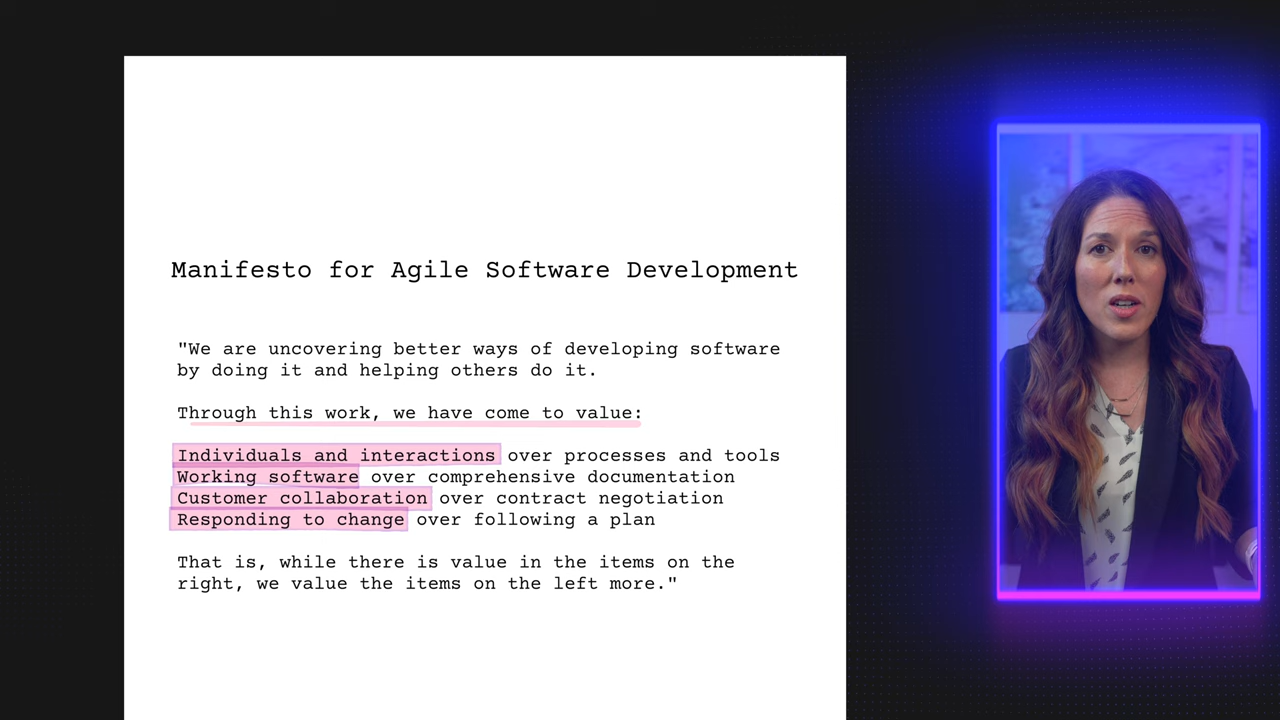 Manifesto for Agile Software Development
"We are uncovering better ways of developing software
by doing it and helping others do it.
Through this work, we have come to value:
Individuals and interactions over processes and tools
Working software over comprehensive documentation
Customer collaboration over contract negotiation
Responding to change over following a plan
That is, while there is value in the items on the
right, we value the items on the left more."